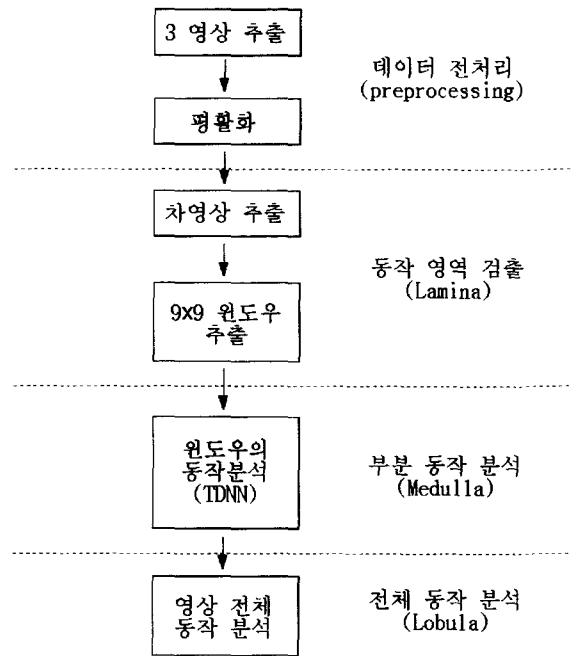 3 영상 추출
데이터 전처리
(preprocessing)
평활화
차영상 추출
동작 영역 검출
(Lamina)
9x9 윈도우
추출
윈도우의
동작분석
(TDNN)
부분 동작 분석
(Medulla)
영상 전체
동작 분석
전체 동작 분석
(Lobula)